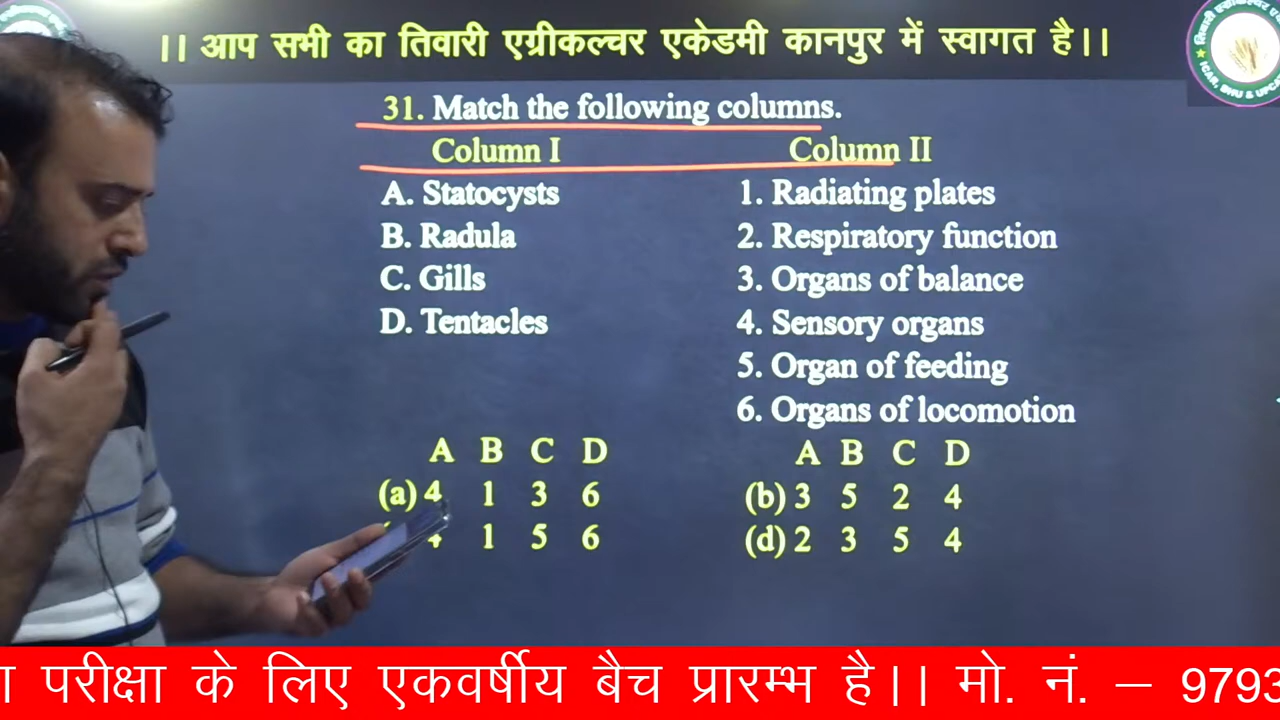 ।। आप सभी का तिवारी एग्रीकल्चर एकेडमी कानपुर में स्वागत है।।
31. Match the following columns.
Column I Column II
A. Statocysts 1. Radiating plates
B. Radula 2. Respiratory function
C. Gills 3. Organs of balance
D. Tentacles 4. Sensory organs
5. Organ of feeding
6. Organs of locomotion
A B C D A B C D
(a) 4 1 3 6 (b) 3 5 2 4
4 1 5 6 (d) 2 3 5 4
परीक्षा के लिए एकवर्षीय बैच प्रारम्भ है।। मो. नं. – 9793